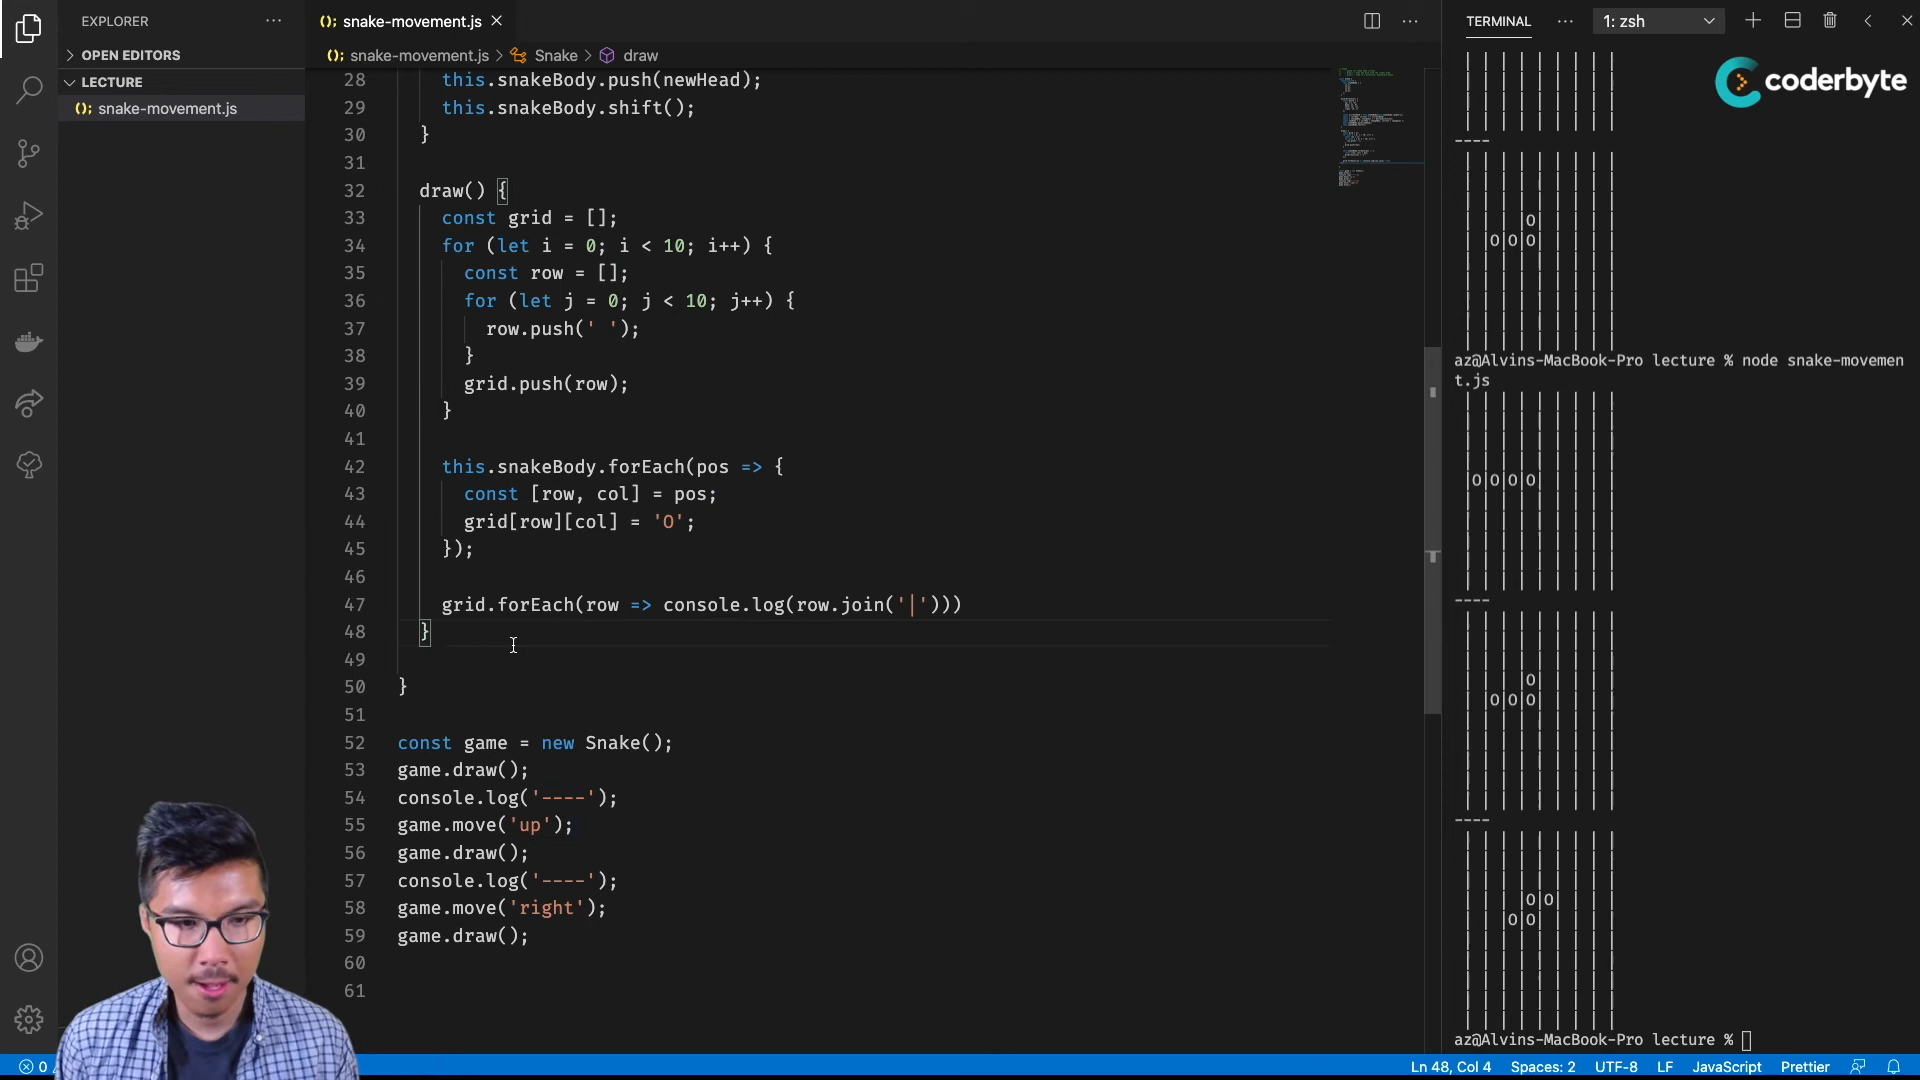 EXPLORER
OPEN EDITORS
LECTURE
snake-movement.js
snake-movement.js
snake-movement.js > Snake > draw
28 this.snakeBody.push(newHead);
29 this.snakeBody.shift();
30 }
31
32 draw() {
33 const grid = [];
34 for (let i = 0; i < 10; i++) {
35 const row = [];
36 for (let j = 0; j < 10; j++) {
37 row.push(' ');
38 }
39 grid.push(row);
40 }
41
42 this.snakeBody.forEach(pos => {
43 const [row, col] = pos;
44 grid[row][col] = 'O';
45 });
46
47 grid.forEach(row => console.log(row.join('|')))
48 }
49
50 }
51
52 const game = new Snake();
53 game.draw();
54 console.log('----');
55 game.move('up');
56 game.draw();
57 console.log('----');
58 game.move('right');
59 game.draw();
60
61
TERMINAL
1: zsh
coderbyte
 | | | | | | | | |
 | | | | | | | | |
 | | | | | | | | |
 | | | | | | | | |
----
 | | | | | | | | |
 | | | | | | | | |
 | | | | | | | | |
 | | | |O| | | | |
 | |O|O|O| | | | |
 | | | | | | | | |
 | | | | | | | | |
 | | | | | | | | |
 | | | | | | | | |
 | | | | | | | | |
az@Alvins-MacBook-Pro lecture % node snake-movemen
t.js
 | | | | | | | | |
 | | | | | | | | |
 | | | | | | | | |
 | | | | | | | | |
 |O|O|O|O| | | | |
 | | | | | | | | |
 | | | | | | | | |
 | | | | | | | | |
 | | | | | | | | |
 | | | | | | | | |
----
 | | | | | | | | |
 | | | | | | | | |
 | | | | | | | | |
 | | | |O| | | | |
 | |O|O|O| | | | |
 | | | | | | | | |
 | | | | | | | | |
 | | | | | | | | |
 | | | | | | | | |
 | | | | | | | | |
----
 | | | | | | | | |
 | | | | | | | | |
 | | | | | | | | |
 | | | |O|O| | | |
 | | |O|O| | | | |
 | | | | | | | | |
 | | | | | | | | |
 | | | | | | | | |
 | | | | | | | | |
 | | | | | | | | |
az@Alvins-MacBook-Pro lecture %
0
Ln 48, Col 4
Spaces: 2
UTF-8
LF
JavaScript
Prettier